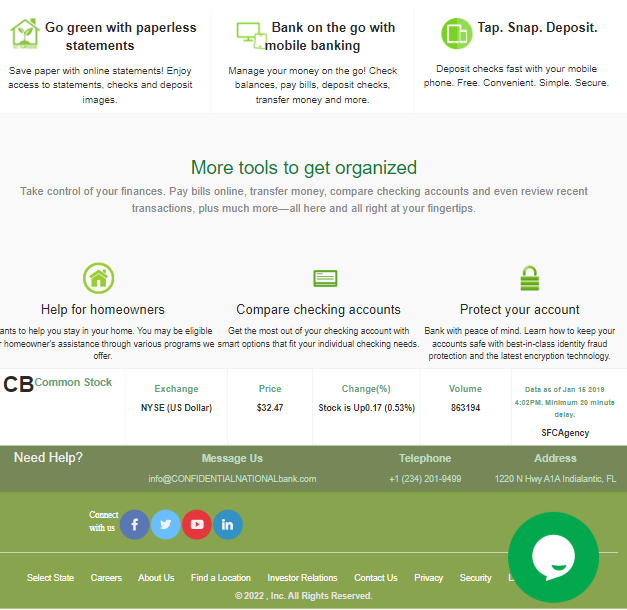 Go green with paperless
statements
Save paper with online statements! Enjoy
access to statements, checks and deposit
images.
Bank on the go with
mobile banking
Manage your money on the go! Check
balances, pay bills, deposit checks,
transfer money and more.
Tap. Snap. Deposit.
Deposit checks fast with your mobile
phone. Free. Convenient. Simple. Secure.
More tools to get organized
Take control of your finances. Pay bills online, transfer money, compare checking accounts and even review recent
transactions, plus much more—all here and all right at your fingertips.
Help for homeowners
ants to help you stay in your home. You may be eligible
r homeowner's assistance through various programs we
offer.
Compare checking accounts
Get the most out of your checking account with
smart options that fit your individual checking needs.
Protect your account
Bank with peace of mind. Learn how to keep your
accounts safe with best-in-class identity fraud
protection and the latest encryption technology.
CB Common Stock
Exchange
NYSE (US Dollar)
Price
$32.47
Change(%)
Stock is Up0.17 (0.53%)
Volume
863194
Data as of Jan 15 2019
4:02PM, Minimum 20 minute
delay.
SFCAgency
Need Help?
Message Us
info@CONFIDENTIALNATIONALbank.com
Telephone
+1 (234) 201-9499
Address
1220 N Hwy A1A Indialantic, FL
Connect
with us
Select State Careers About Us Find a Location Investor Relations Contact Us Privacy Security L
© 2022 , Inc. All Rights Reserved.